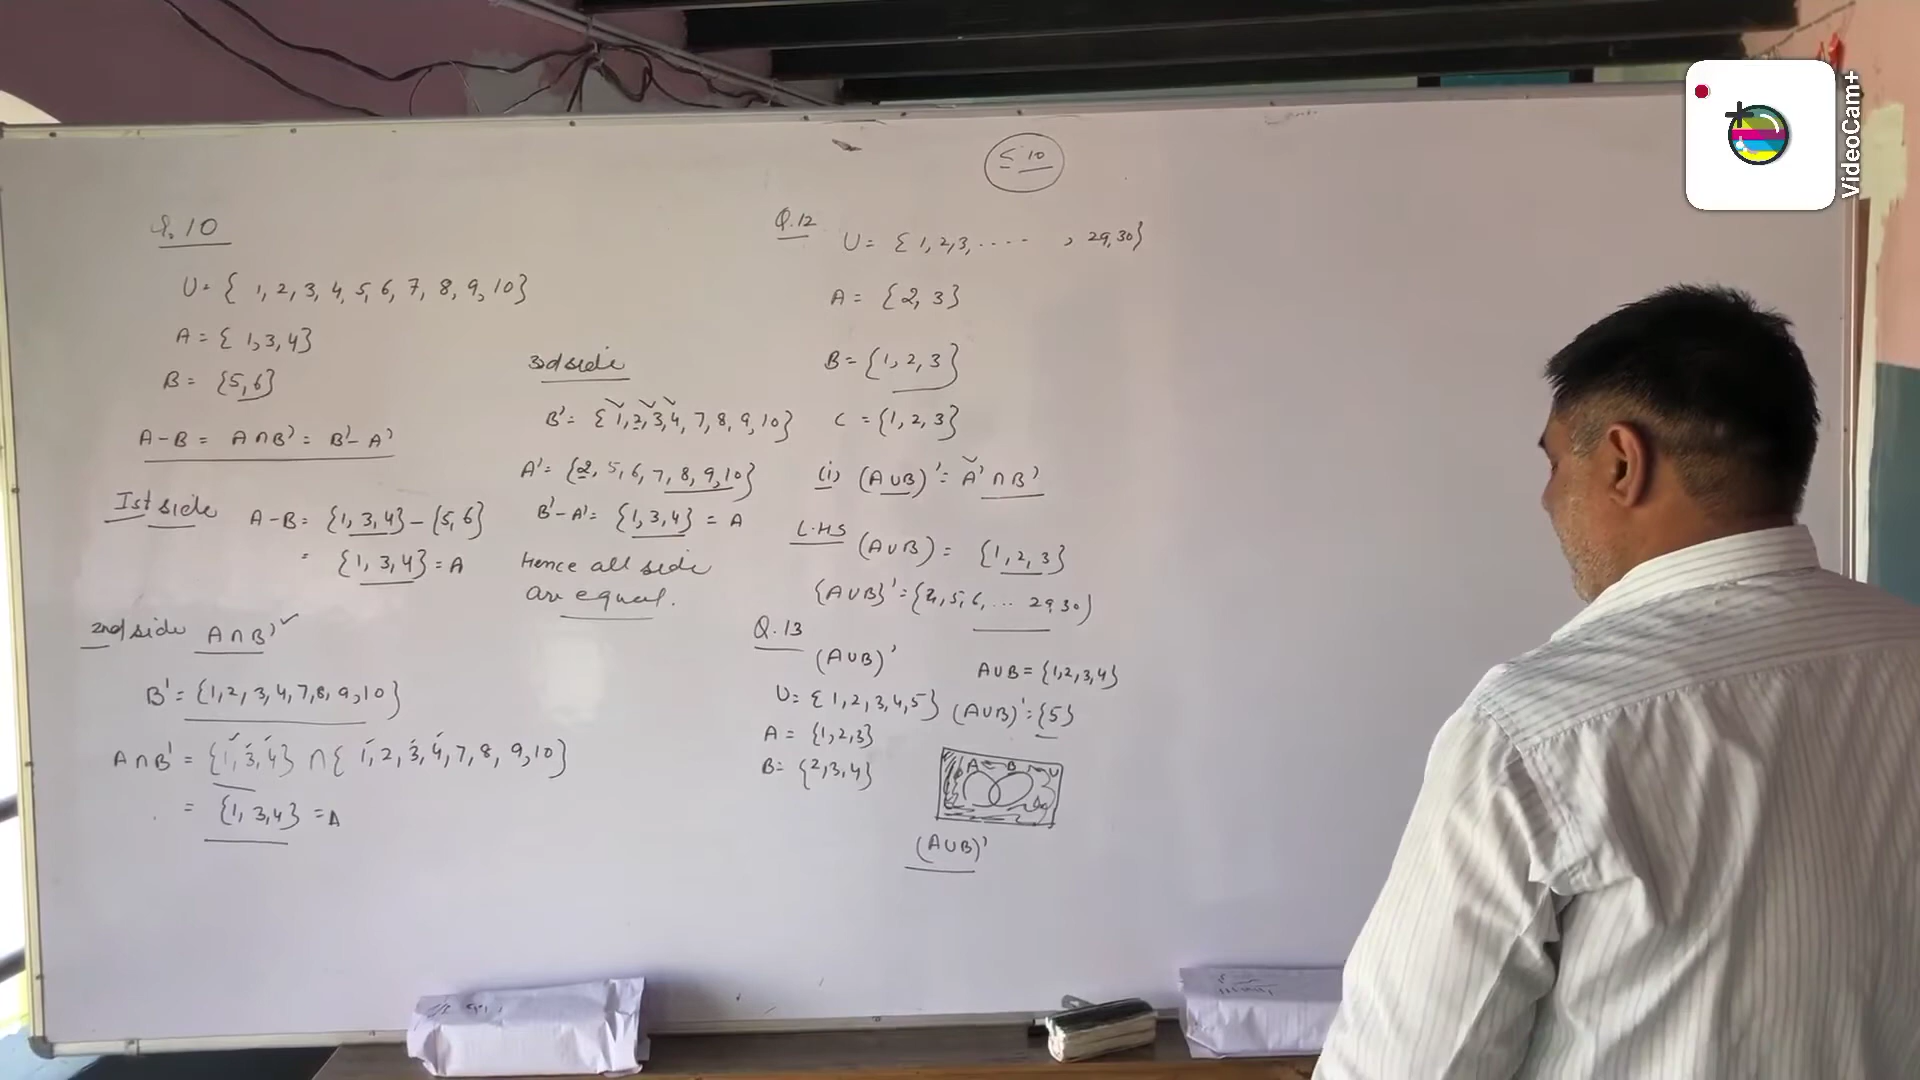 ≤ 10
Q.10
U = { 1, 2, 3, 4, 5, 6, 7, 8, 9, 10}
A = { 1, 3, 4}
B = {5, 6}
A-B = A∩B' = B'-A'
Ist side A-B = {1, 3, 4} - {5, 6}
= {1, 3, 4} = A
2nd side A∩B' ✓
B' = {1, 2, 3, 4, 7, 8, 9, 10}
A∩B' = {1, 3, 4} ∩ { 1, 2, 3, 4, 7, 8, 9, 10}
= {1, 3, 4} = A
3rd side
B' = { 1, 2, 3, 4, 7, 8, 9, 10}
A' = {2, 5, 6, 7, 8, 9, 10}
B'-A' = {1, 3, 4} = A
Hence all side
are equal.
Q.12
U = { 1, 2, 3, ...... , 29, 30}
A = {2, 3}
B = {1, 2, 3}
C = {1, 2, 3}
(i) (A∪B)' = A' ∩ B'
L.HS
(A∪B) = {1, 2, 3}
(A∪B)' = {4, 5, 6, ... 29, 30}
Q.13
(A∪B)'
U = { 1, 2, 3, 4, 5}
A = {1, 2, 3}
B = {2, 3, 4}
A∪B = {1, 2, 3, 4}
(A∪B)' = {5}
A B U
(A∪B)'
VideoCam+